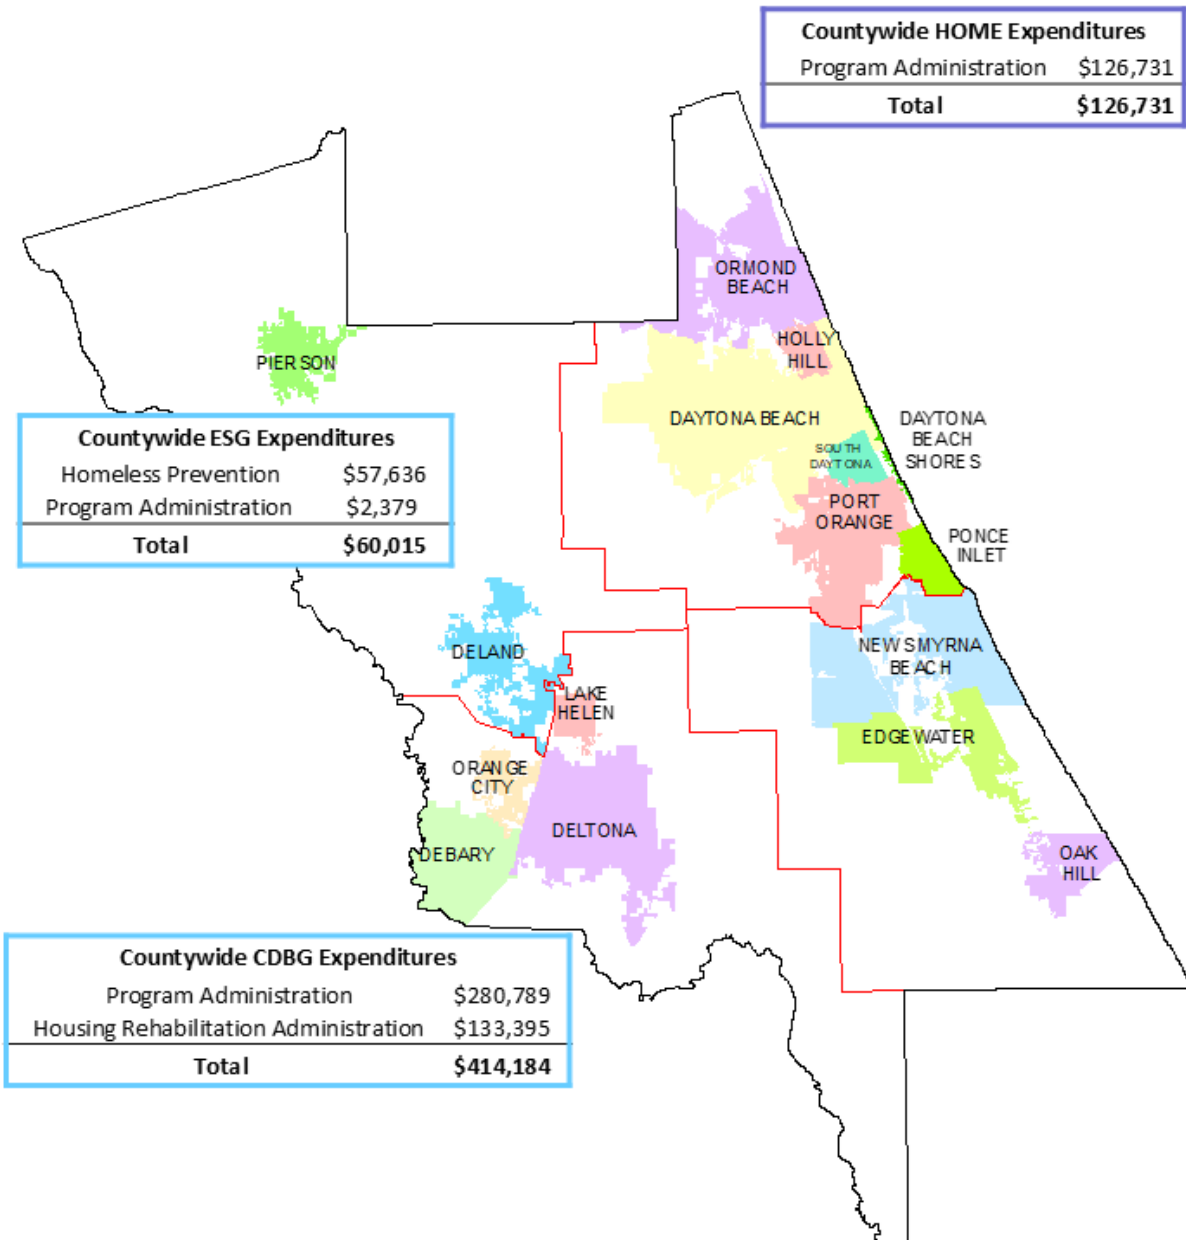 Countywide HOME Expenditures
Program Administration $126,731
Total $126,731
ORMOND
BEACH
HOLLY
HILL
PIERSON
DAYTONA BEACH
DAYTONA
BEACH
SHORES
SOUTH
DAYTONA
Countywide ESG Expenditures
Homeless Prevention $57,636
Program Administration $2,379
Total $60,015
PORT
ORANGE
PONCE
INLET
DELAND
NEW SMYRNA
BEACH
LAKE
HELEN
EDGEWATER
ORANGE
CITY
DELTONA
DEBARY
OAK
HILL
Countywide CDBG Expenditures
Program Administration $280,789
Housing Rehabilitation Administration $133,395
Total $414,184